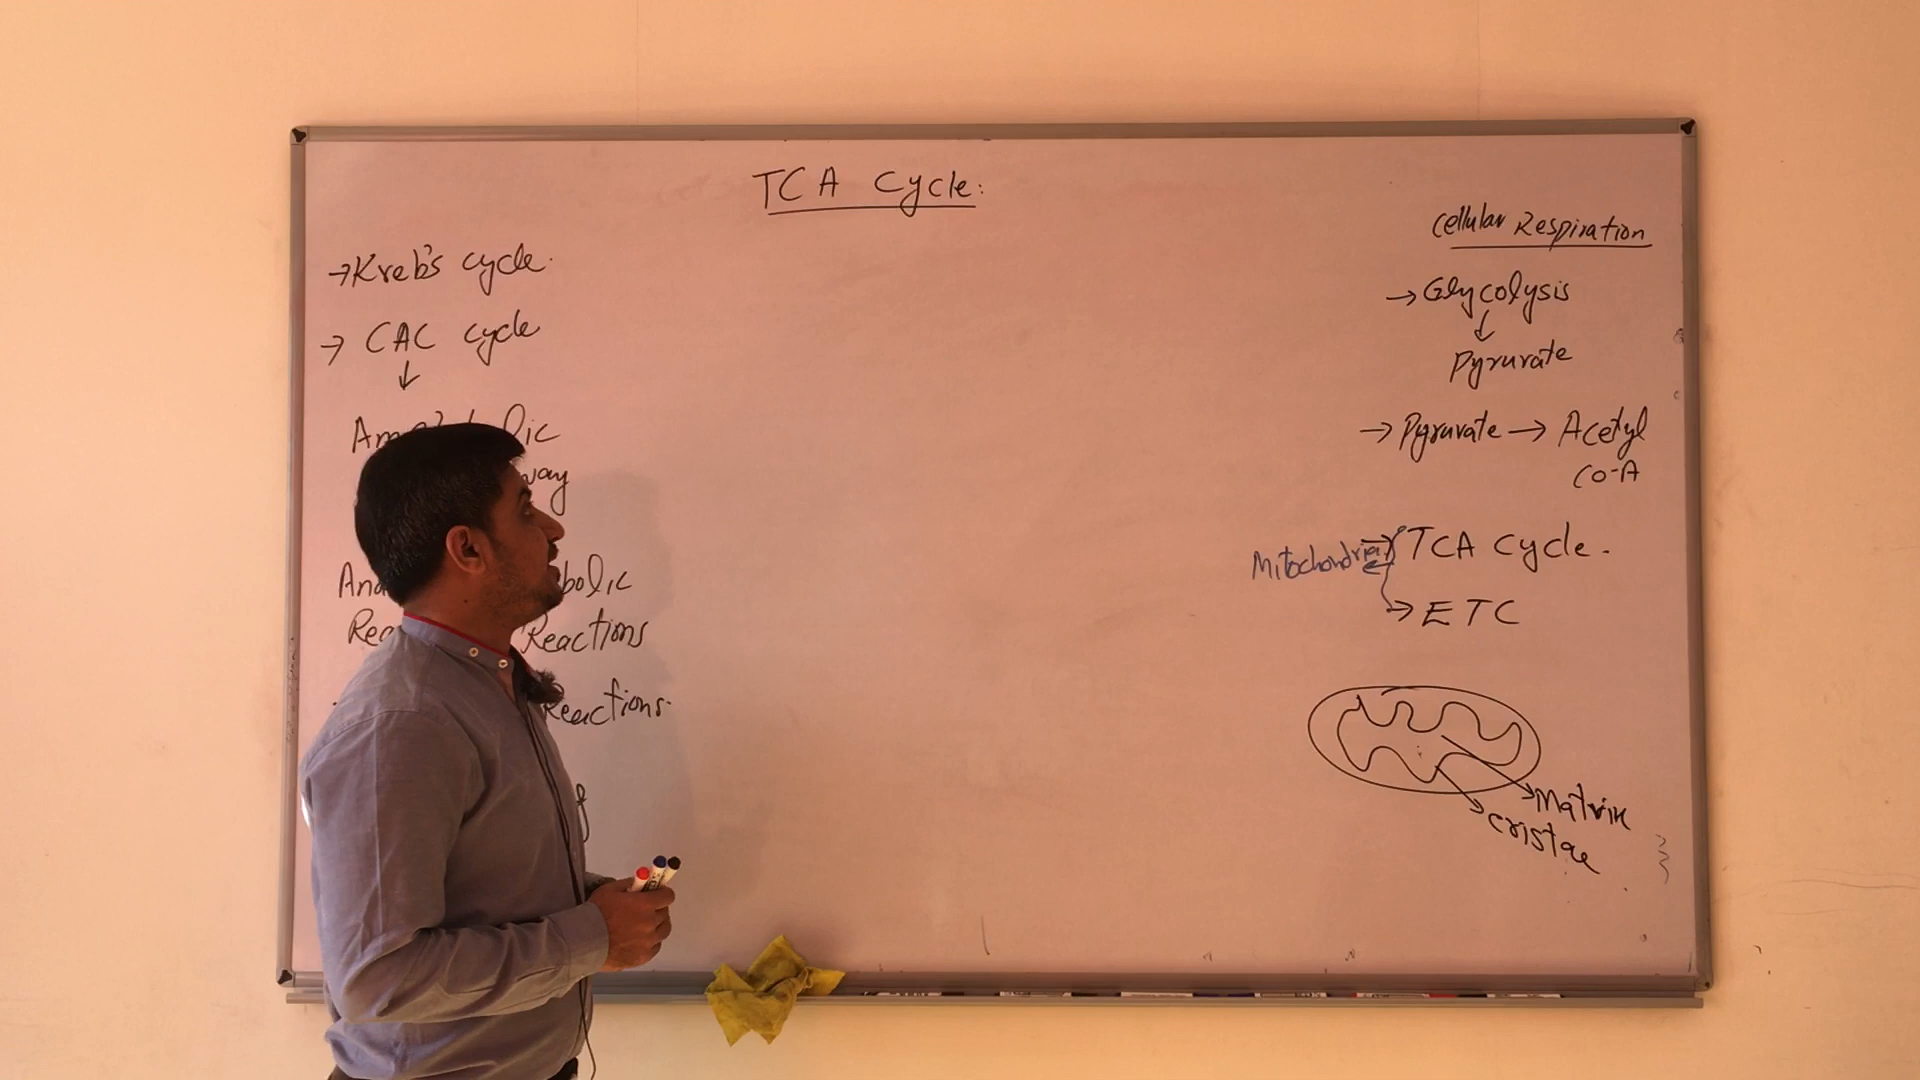 TCA Cycle:
→Kreb's cycle.
→ CAC cycle
↓
Reactions
Reactions.
Cellular Respiration
→ Glycolysis
↓
Pyruvate
→ Pyruvate → Acetyl
Co-A
Mitochondria
→ TCA Cycle.
→ ETC
Matrix
cristae